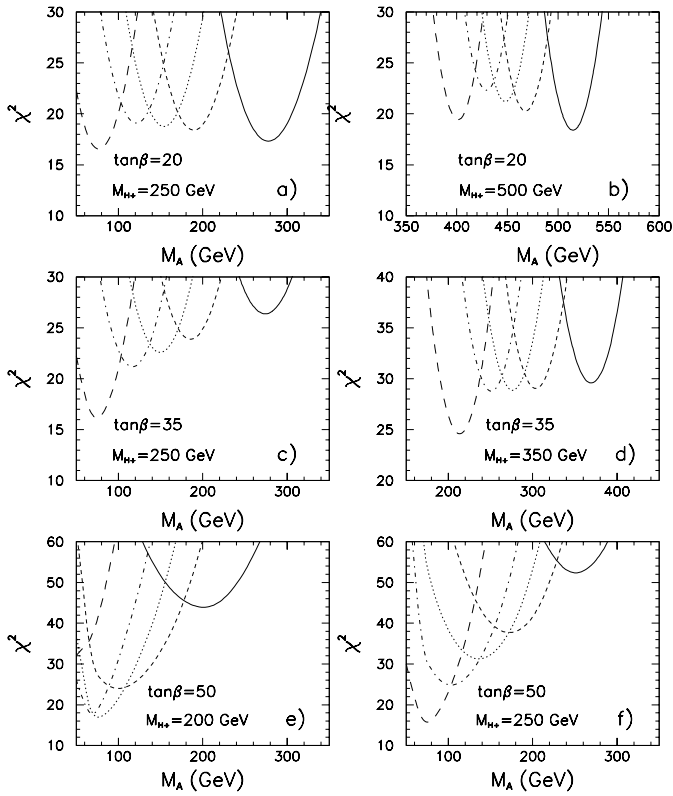 30
25
20
15
10
χ²
tanβ=20
M_H+=250 GeV
a)
100 200 300
M_A (GeV)
30
25
20
15
10
χ²
tanβ=20
M_H+=500 GeV
b)
350 400 450 500 550 600
M_A (GeV)
30
25
20
15
10
χ²
tanβ=35
M_H+=250 GeV
c)
100 200 300
M_A (GeV)
40
35
30
25
20
χ²
tanβ=35
M_H+=350 GeV
d)
200 300 400
M_A (GeV)
60
50
40
30
20
10
χ²
tanβ=50
M_H+=200 GeV
e)
100 200 300
M_A (GeV)
60
50
40
30
20
10
χ²
tanβ=50
M_H+=250 GeV
f)
100 200 300
M_A (GeV)